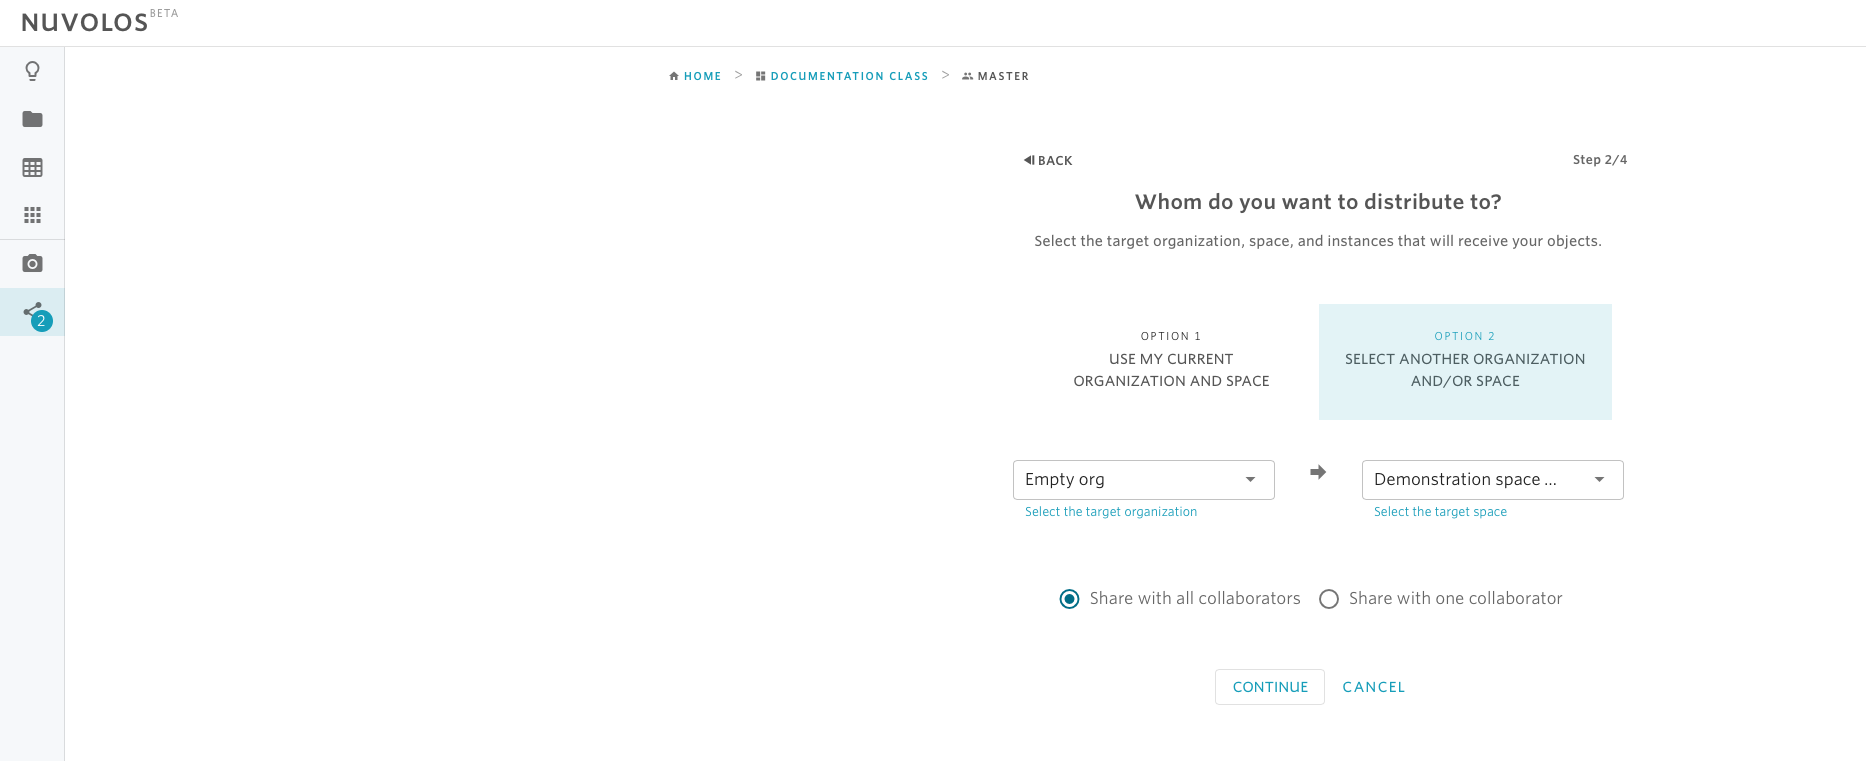 NUVOLOS BETA
HOME > DOCUMENTATION CLASS > MASTER
BACK
Step 2/4
Whom do you want to distribute to?
Select the target organization, space, and instances that will receive your objects.
OPTION 1
USE MY CURRENT
ORGANIZATION AND SPACE
OPTION 2
SELECT ANOTHER ORGANIZATION
AND/OR SPACE
2
Empty org
Select the target organization
Demonstration space ...
Select the target space
Share with all collaborators
Share with one collaborator
CONTINUE
CANCEL